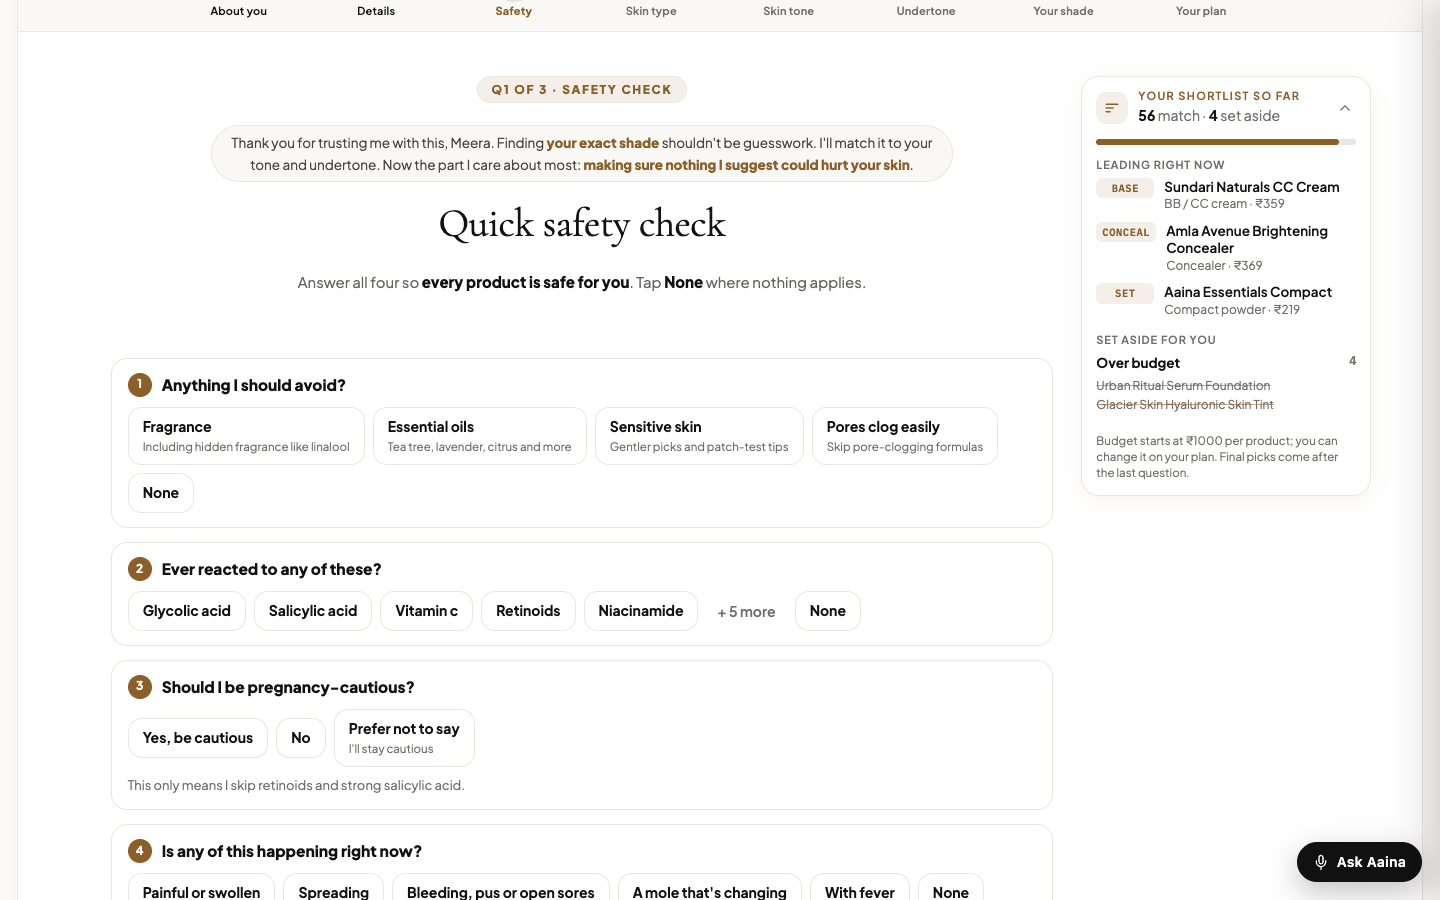 About you
Details
Safety
Skin type
Skin tone
Undertone
Your shade
Your plan
Q1 OF 3 · SAFETY CHECK
Thank you for trusting me with this, Meera. Finding your exact shade shouldn't be guesswork. I'll match it to your
tone and undertone. Now the part I care about most: making sure nothing I suggest could hurt your skin.
Quick safety check
Answer all four so every product is safe for you. Tap None where nothing applies.
1 Anything I should avoid?
Fragrance
Including hidden fragrance like linalool
Essential oils
Tea tree, lavender, citrus and more
Sensitive skin
Gentler picks and patch-test tips
Pores clog easily
Skip pore-clogging formulas
None
2 Ever reacted to any of these?
Glycolic acid
Salicylic acid
Vitamin c
Retinoids
Niacinamide
+ 5 more
None
3 Should I be pregnancy-cautious?
Yes, be cautious
No
Prefer not to say
I'll stay cautious
This only means I skip retinoids and strong salicylic acid.
4 Is any of this happening right now?
Painful or swollen
Spreading
Bleeding, pus or open sores
A mole that's changing
With fever
None
YOUR SHORTLIST SO FAR
56 match · 4 set aside
LEADING RIGHT NOW
BASE
Sundari Naturals CC Cream
BB / CC cream · ₹359
CONCEAL
Amla Avenue Brightening
Concealer
Concealer · ₹369
SET
Aaina Essentials Compact
Compact powder · ₹219
SET ASIDE FOR YOU
Over budget 4
Urban Ritual Serum Foundation
Glacier Skin Hyaluronic Skin Tint
Budget starts at ₹1000 per product; you can
change it on your plan. Final picks come after
the last question.
Ask Aaina